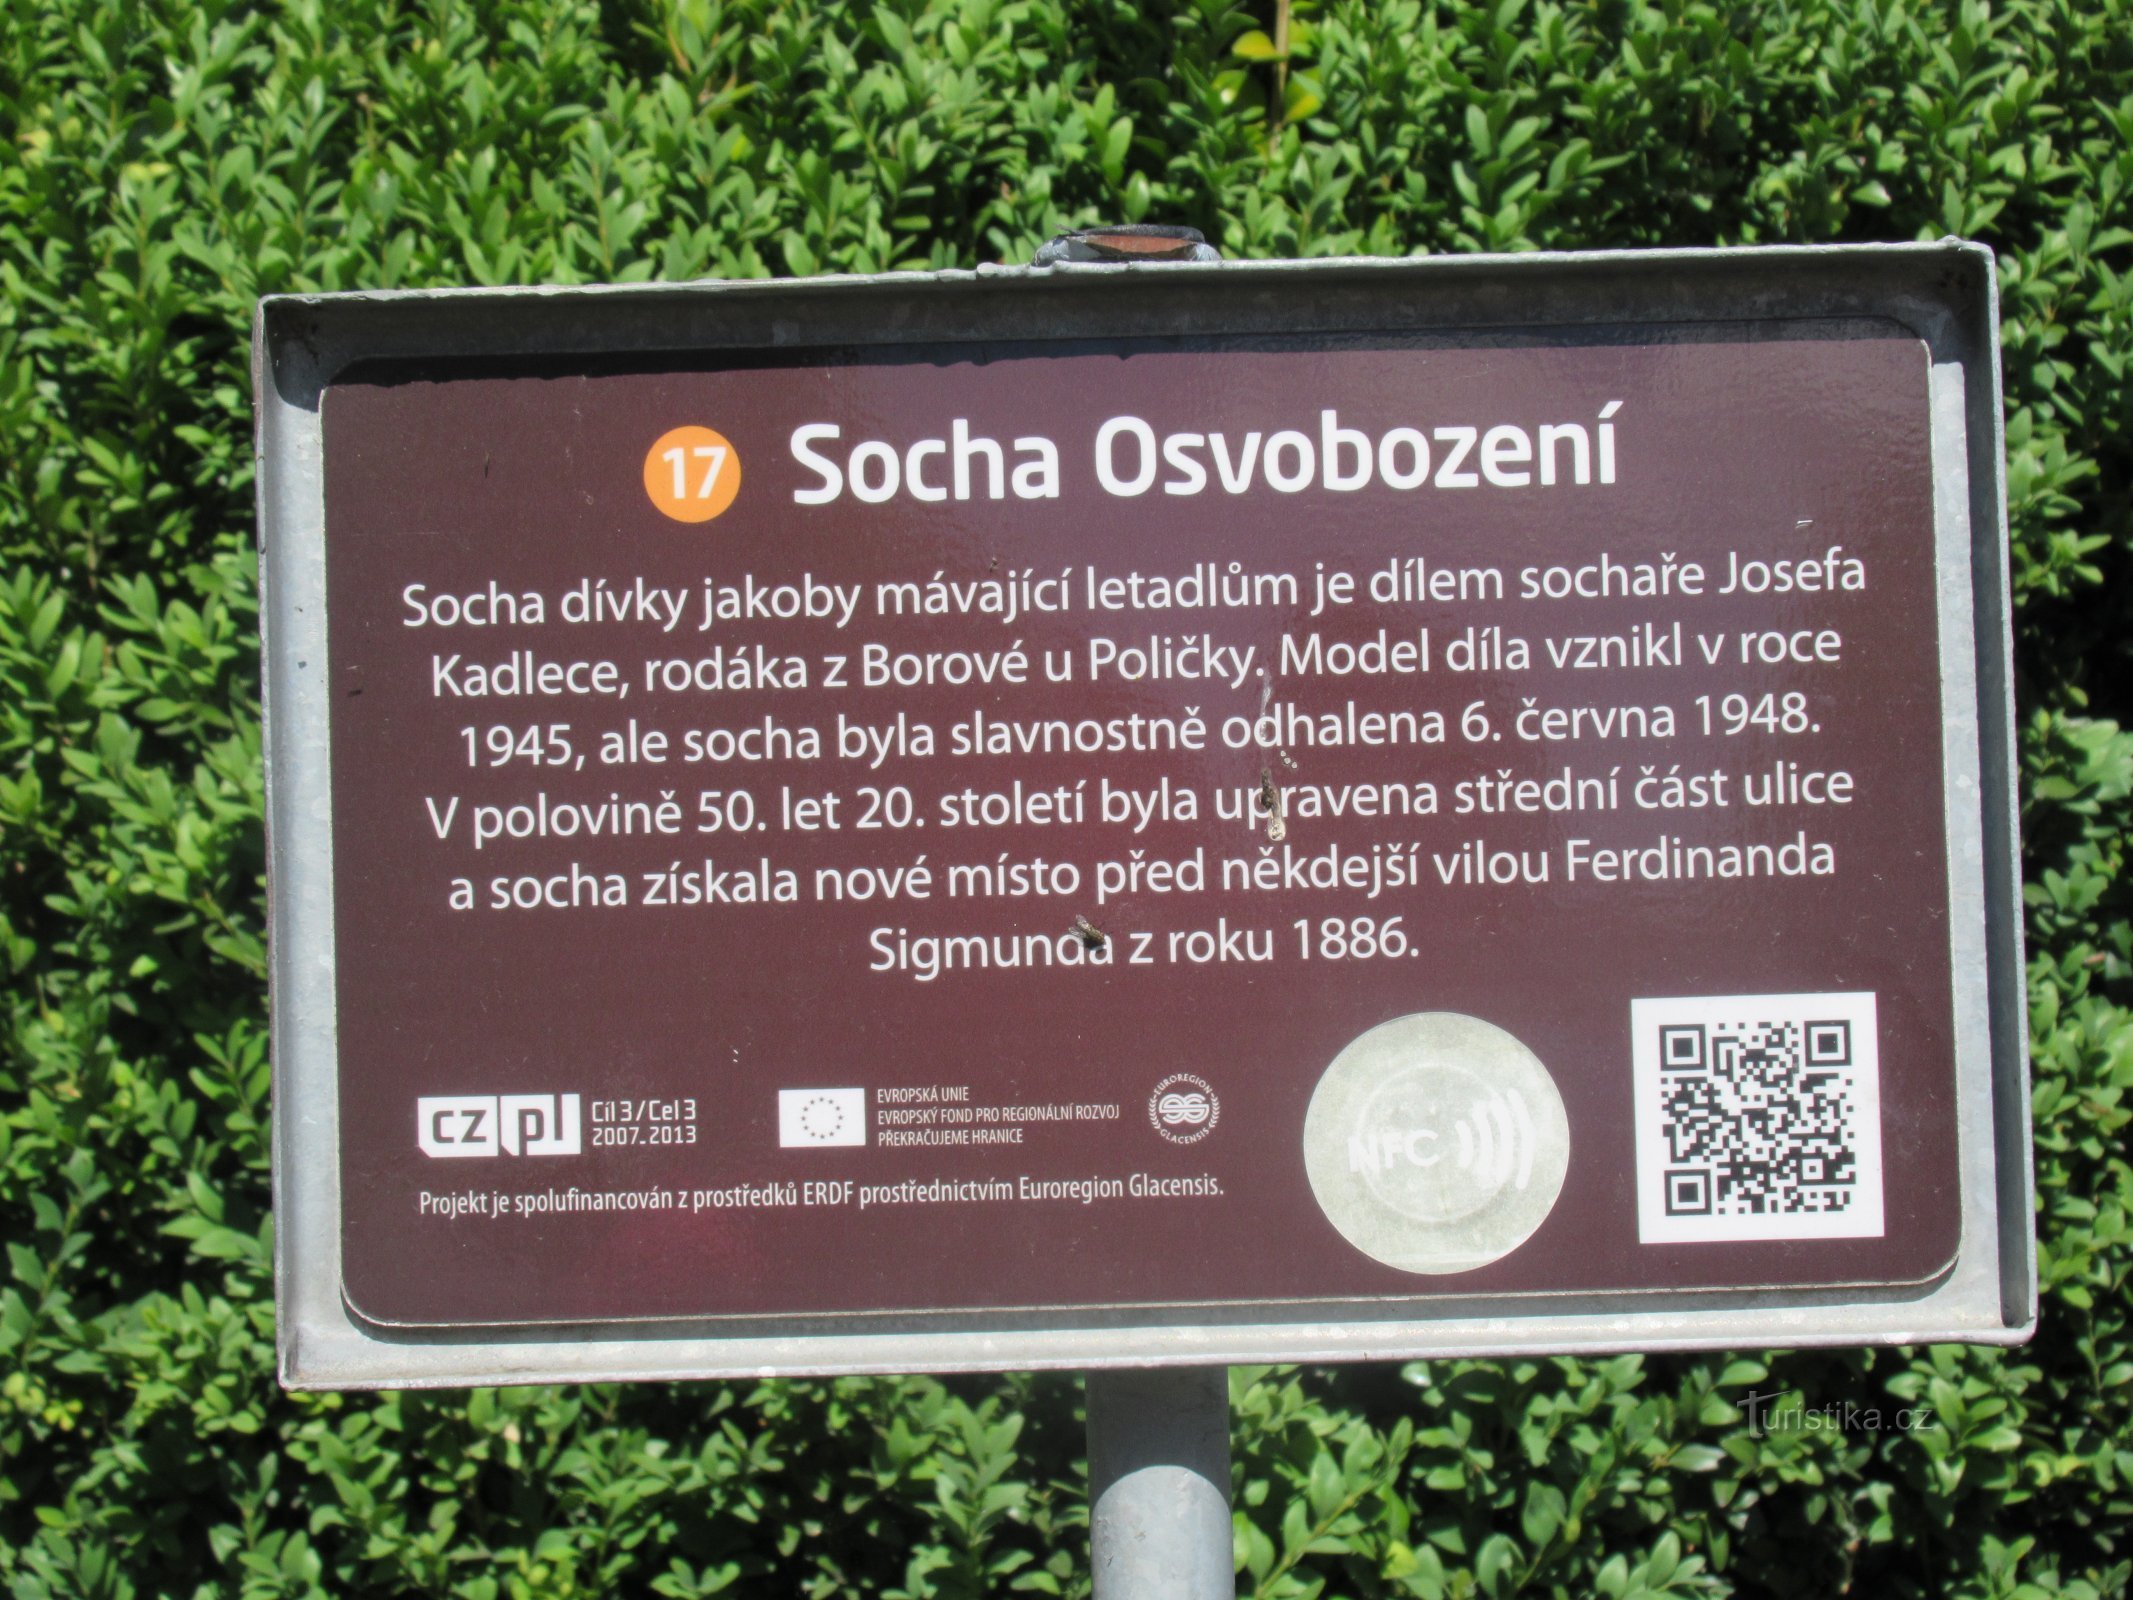 17 Socha Osvobození
Socha dívky jakoby mávající letadlům je dílem sochaře Josefa
Kadlece, rodáka z Borové u Poličky. Model díla vznikl v roce
1945, ale socha byla slavnostně odhalena 6. června 1948.
V polovině 50. let 20. století byla upravena střední část ulice
a socha získala nové místo před někdejší vilou Ferdinanda
Sigmunda z roku 1886.
cz pl Cíl 3 / Cel 3
2007-2013
EVROPSKÁ UNIE
EVROPSKÝ FOND PRO REGIONÁLNÍ ROZVOJ
PŘEKRAČUJEME HRANICE
EUROREGION
GLACENSIS
Projekt je spolufinancován z prostředků ERDF prostřednictvím Euroregion Glacensis.
NFC
Turistika.cz